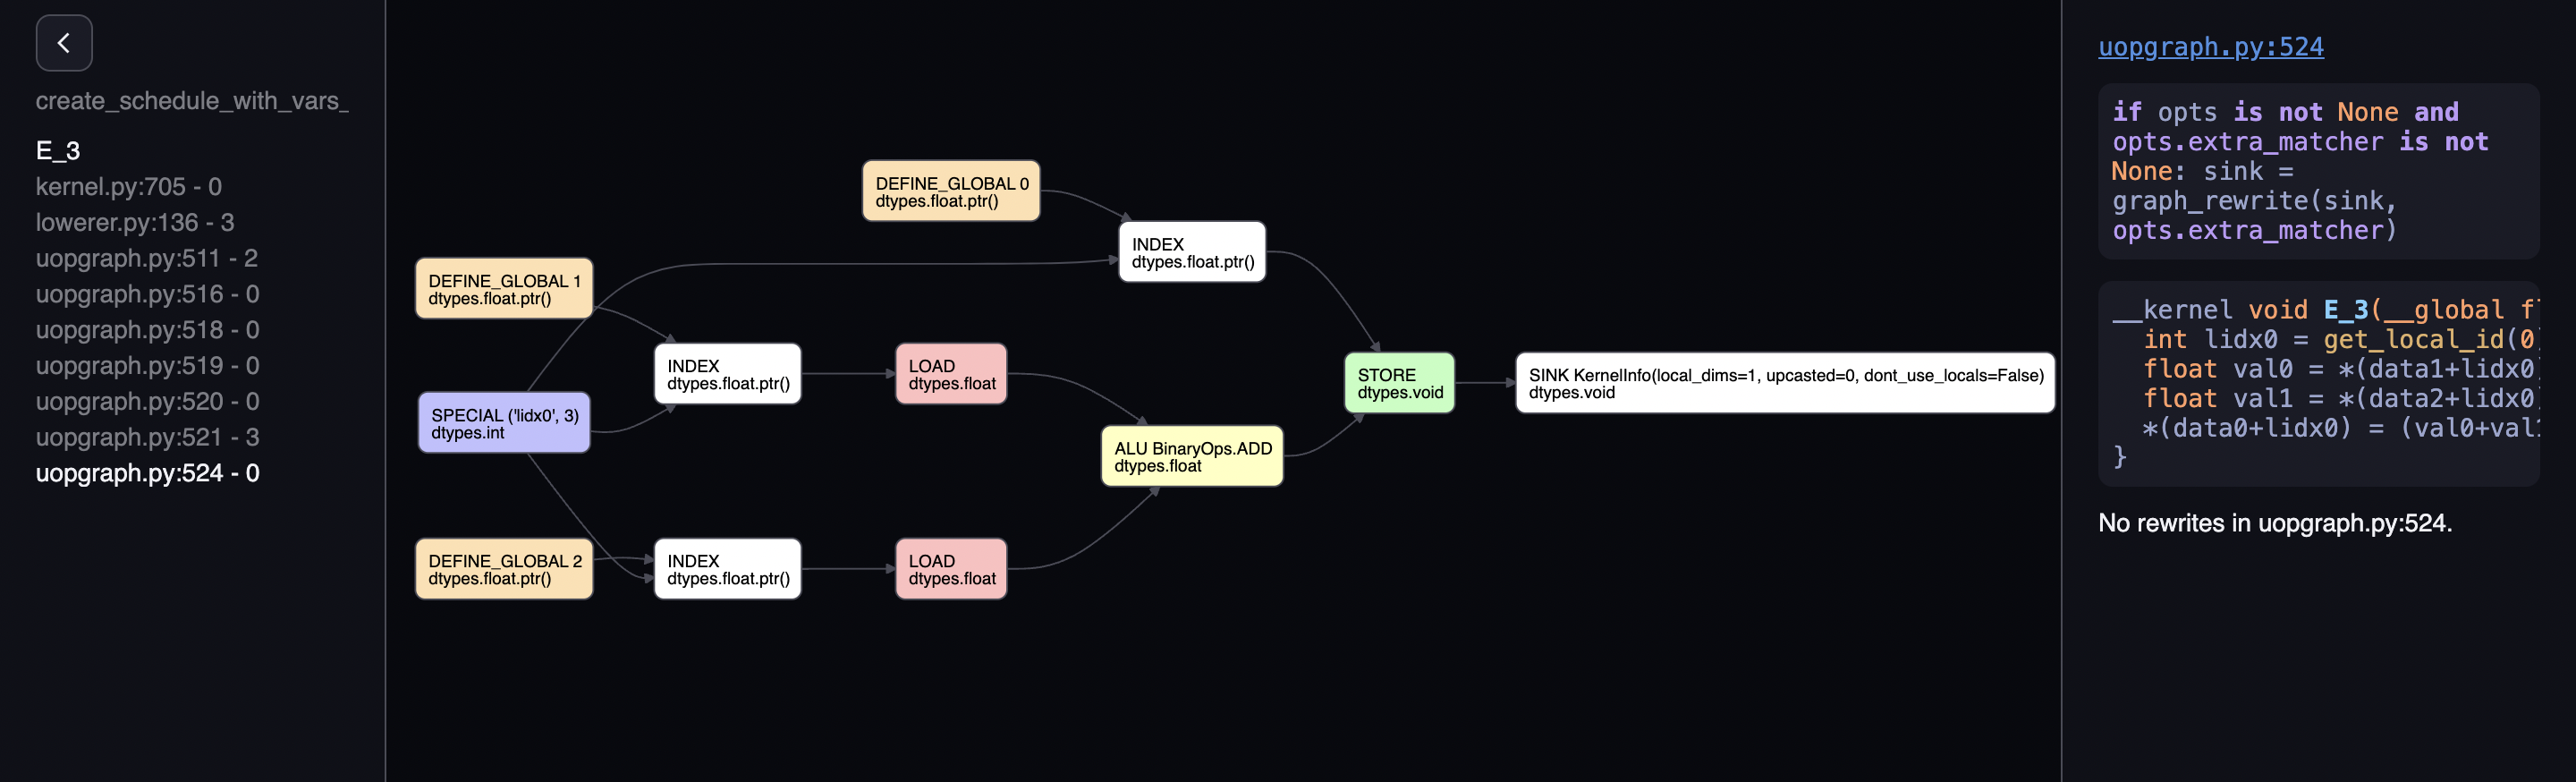 create_schedule_with_vars_
E_3
kernel.py:705 - 0
lowerer.py:136 - 3
uopgraph.py:511 - 2
uopgraph.py:516 - 0
uopgraph.py:518 - 0
uopgraph.py:519 - 0
uopgraph.py:520 - 0
uopgraph.py:521 - 3
uopgraph.py:524 - 0
DEFINE_GLOBAL 0
dtypes.float.ptr()
INDEX
dtypes.float.ptr()
DEFINE_GLOBAL 1
dtypes.float.ptr()
INDEX
dtypes.float.ptr()
LOAD
dtypes.float
SPECIAL ('lidx0', 3)
dtypes.int
ALU BinaryOps.ADD
dtypes.float
STORE
dtypes.void
SINK KernelInfo(local_dims=1, upcasted=0, dont_use_locals=False)
dtypes.void
DEFINE_GLOBAL 2
dtypes.float.ptr()
INDEX
dtypes.float.ptr()
LOAD
dtypes.float
uopgraph.py:524
if opts is not None and
opts.extra_matcher is not
None: sink =
graph_rewrite(sink,
opts.extra_matcher)
__kernel void E_3(__global
int lidx0 = get_local_id(0
float val0 = *(data1+lidx0
float val1 = *(data2+lidx0
*(data0+lidx0) = (val0+val1
}
No rewrites in uopgraph.py:524.